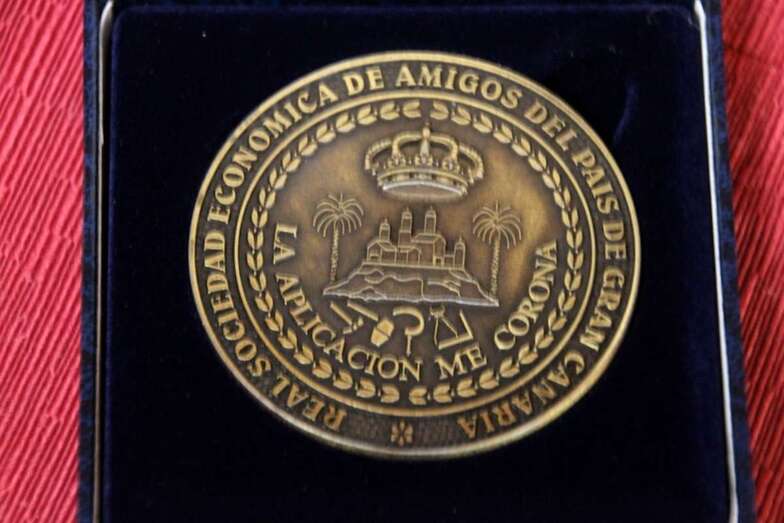 REAL SOCIEDAD ECONOMICA DE AMIGOS DEL PAIS DE GRAN CANARIA
LA APLICACION ME CORONA